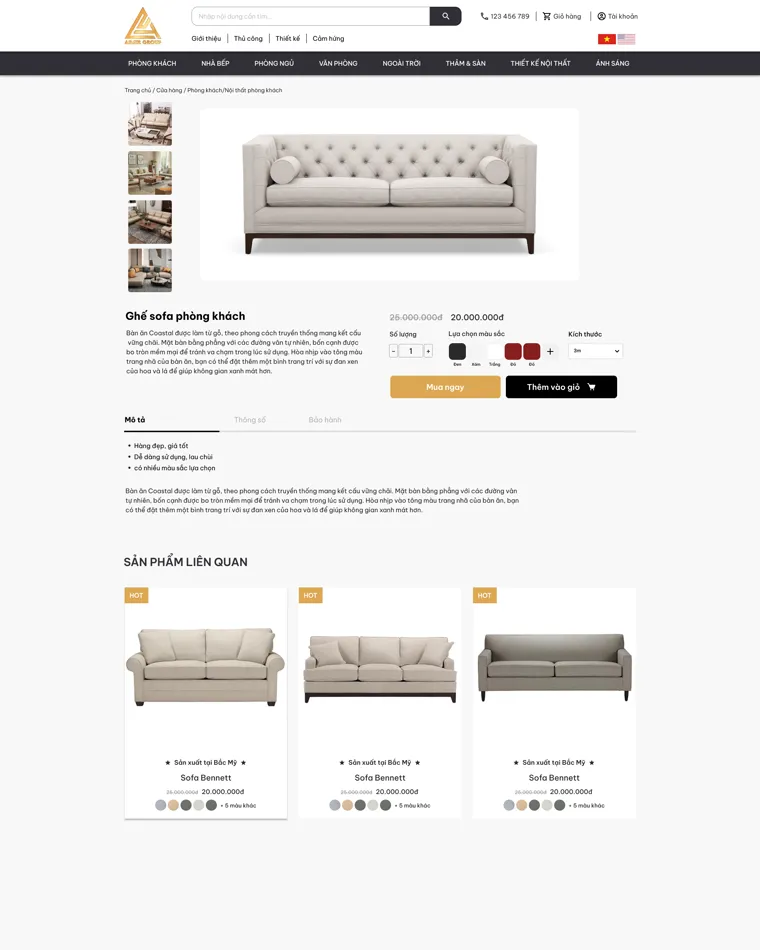 Nhập nội dung cần tìm...
123 456 789
Giỏ hàng
Tài khoản
Giới thiệu
Thủ công
Thiết kế
Cảm hứng
PHÒNG KHÁCH
NHÀ BẾP
PHÒNG NGỦ
VĂN PHÒNG
NGOÀI TRỜI
THẢM & SÀN
THIẾT KẾ NỘI THẤT
ÁNH SÁNG
Trang chủ / Cửa hàng / Phòng khách/Nội thất phòng khách
Ghế sofa phòng khách
Bàn ăn Coastal được làm từ gỗ, theo phong cách truyền thống mang kết cấu
vững chãi. Mặt bàn bằng phẳng với các đường vân tự nhiên, bốn cạnh được
bo tròn mềm mại để tránh va chạm trong lúc sử dụng. Hòa nhịp vào tông màu
trang nhã của bàn ăn, bạn có thể đặt thêm một bình trang trí với sự đan xen
của hoa và lá để giúp không gian xanh mát hơn.
25.000.000đ 20.000.000đ
Số lượng
Lựa chọn màu sắc
Kích thước
- 1 +
+
3m
Đen
Xám
Trắng
Đỏ
Đỏ
Mua ngay
Thêm vào giỏ
Mô tả
Thông số
Bảo hành
• Hàng đẹp, giá tốt
• Dễ dàng sử dụng, lau chùi
• có nhiều màu sắc lựa chọn
Bàn ăn Coastal được làm từ gỗ, theo phong cách truyền thống mang kết cấu vững chãi. Mặt bàn bằng phẳng với các đường vân
tự nhiên, bốn cạnh được bo tròn mềm mại để tránh va chạm trong lúc sử dụng. Hòa nhịp vào tông màu trang nhã của bàn ăn, bạn
có thể đặt thêm một bình trang trí với sự đan xen của hoa và lá để giúp không gian xanh mát hơn.
SẢN PHẨM LIÊN QUAN
HOT
HOT
HOT
★ Sản xuất tại Bắc Mỹ ★
★ Sản xuất tại Bắc Mỹ ★
★ Sản xuất tại Bắc Mỹ ★
Sofa Bennett
Sofa Bennett
Sofa Bennett
25.000.000đ 20.000.000đ
25.000.000đ 20.000.000đ
25.000.000đ 20.000.000đ
+ 5 màu khác
+ 5 màu khác
+ 5 màu khác